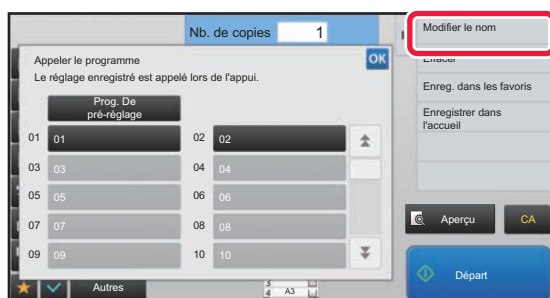 Nb. de copies 1
Modifier le nom
Appeler le programme
OK
Effacer
Le réglage enregistré est appelé lors de l'appui.
Enreg. dans les favoris
Prog. De
pré-réglage
Enregistrer dans
l'accueil
01 01 02 02
03 03 04 04
05 05 06 06
07 07 08 08
09 09 10 10
Aperçu
CA
Autres
A3
Départ